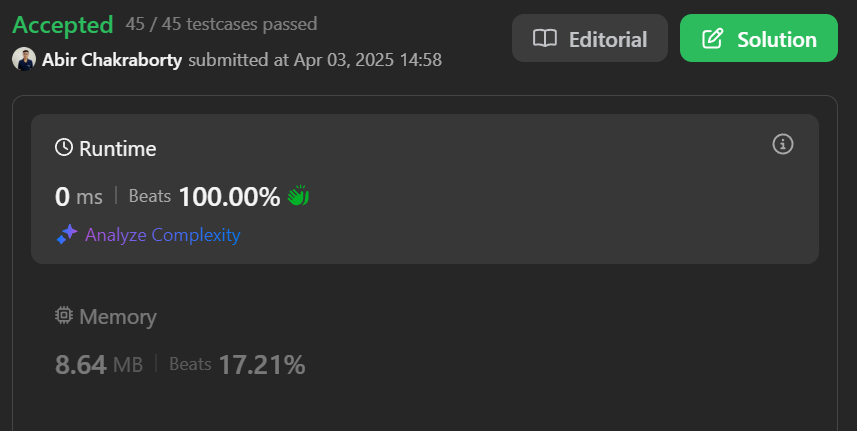 Accepted 45 / 45 testcases passed
Editorial
Solution
Abir Chakraborty submitted at Apr 03, 2025 14:58
Runtime
0 ms | Beats 100.00%
Analyze Complexity
Memory
8.64 MB | Beats 17.21%